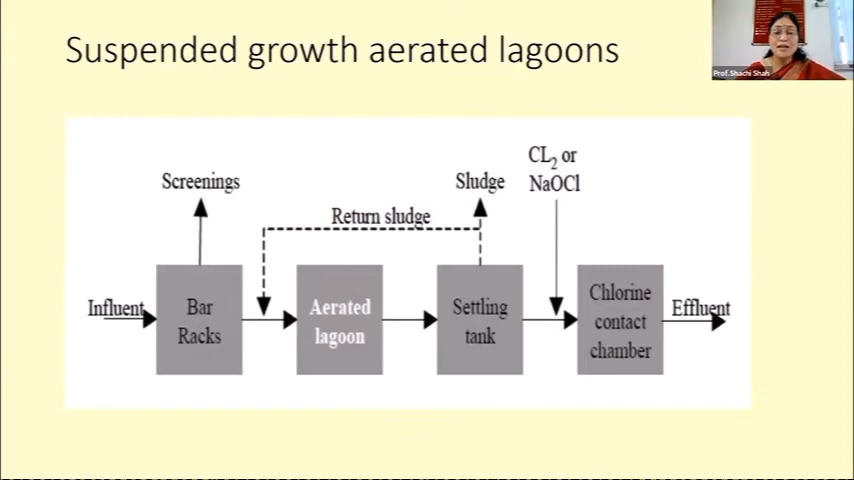 Suspended growth aerated lagoons
Prof.Shachi Shah
CL2 or
NaOCl
Screenings
Sludge
Return sludge
Influent
Bar
Racks
Aerated
lagoon
Settling
tank
Chlorine
contact
chamber
Effluent